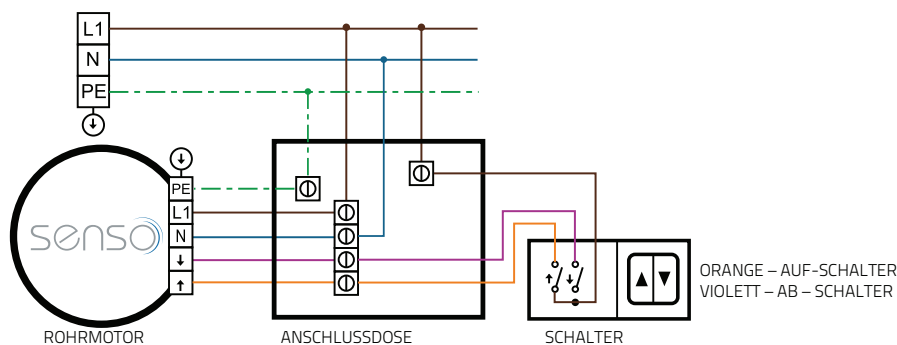 L1
N
PE
PE
L1
N
senso
ORANGE – AUF-SCHALTER
VIOLETT – AB – SCHALTER
ROHRMOTOR
ANSCHLUSSDOSE
SCHALTER